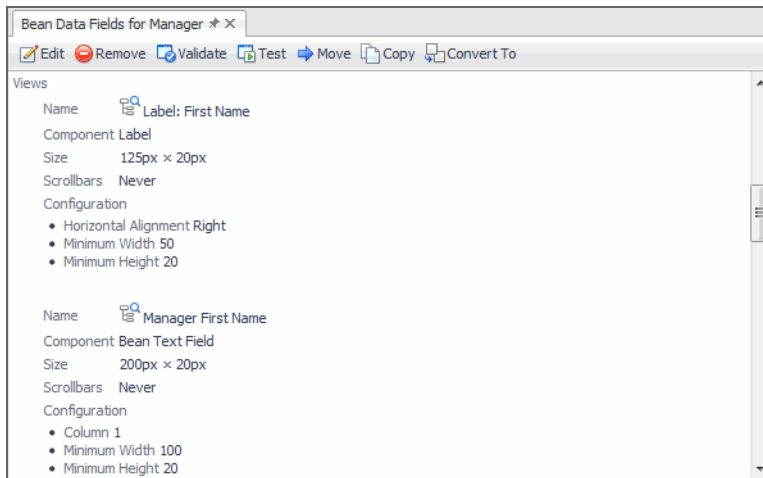 Bean Data Fields for Manager
Edit Remove Validate Test Move Copy Convert To
Views
Name Label: First Name
Component Label
Size 125px × 20px
Scrollbars Never
Configuration
• Horizontal Alignment Right
• Minimum Width 50
• Minimum Height 20
Name Manager First Name
Component Bean Text Field
Size 200px × 20px
Scrollbars Never
Configuration
• Column 1
• Minimum Width 100
• Minimum Height 20